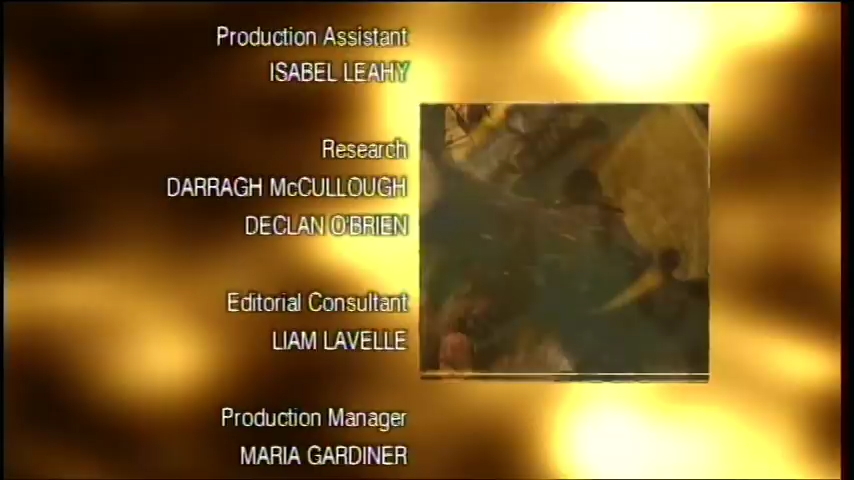 Production Assistant
ISABEL LEAHY
Research
DARRAGH McCULLOUGH
DECLAN O'BRIEN
Editorial Consultant
LIAM LAVELLE
Production Manager
MARIA GARDINER